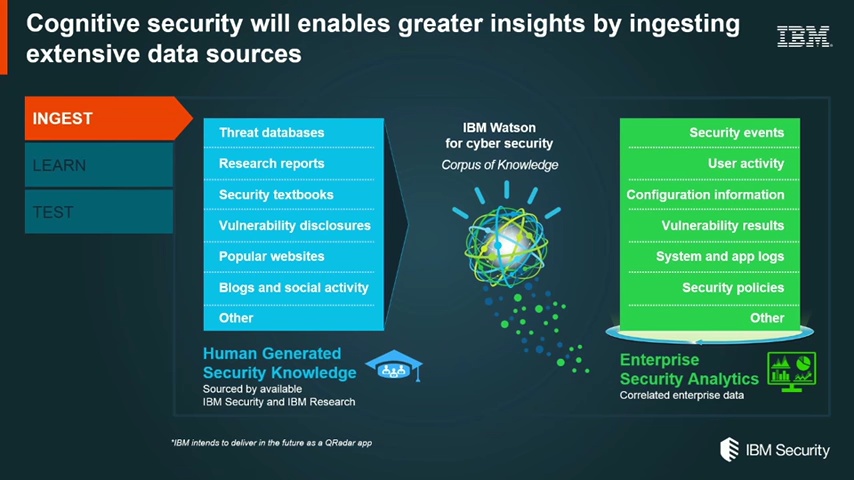 Cognitive security will enables greater insights by ingesting
extensive data sources
IBM
INGEST
LEARN
TEST
Threat databases
Research reports
Security textbooks
Vulnerability disclosures
Popular websites
Blogs and social activity
Other
Human Generated
Security Knowledge
Sourced by available
IBM Security and IBM Research
IBM Watson
for cyber security
Corpus of Knowledge
Security events
User activity
Configuration information
Vulnerability results
System and app logs
Security policies
Other
Enterprise
Security Analytics
Correlated enterprise data
*IBM intends to deliver in the future as a QRadar app
IBM Security